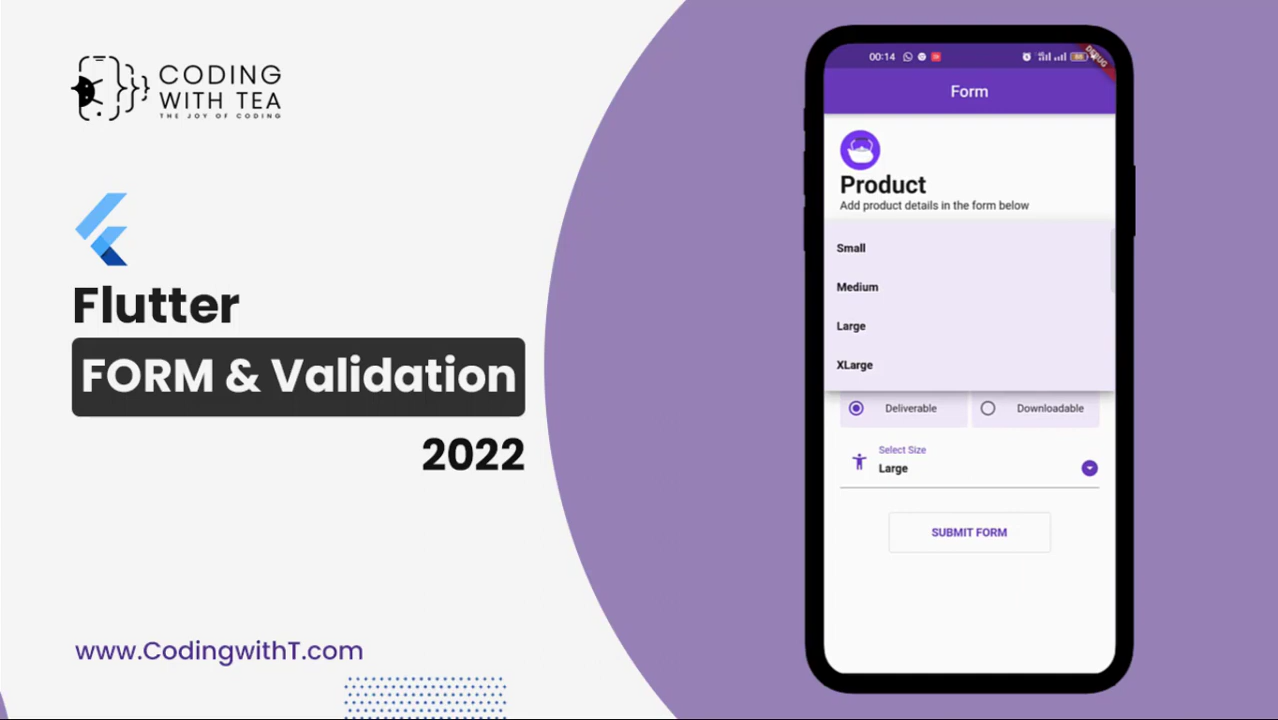 CODING
WITH TEA
THE JOY OF CODING
Flutter
FORM & Validation
2022
www.CodingwithT.com
00:14
DEBUG
Form
Product
Add product details in the form below
Small
Medium
Large
XLarge
Deliverable
Downloadable
Select Size
Large
SUBMIT FORM